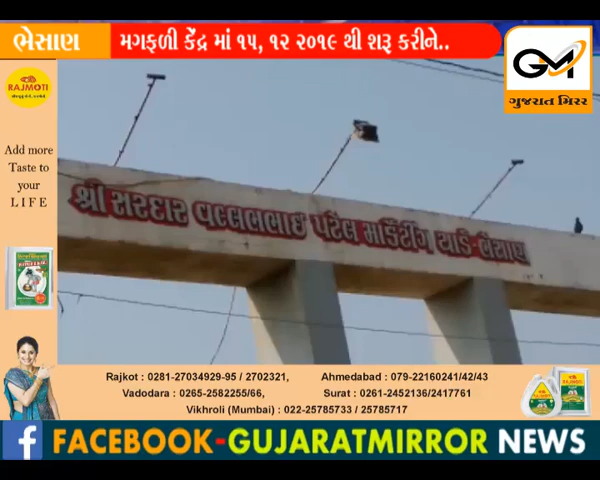 ભેસાણ
મગફળી કેંદ્ર માં ૧૫, ૧૨ ૨૦૧૯ થી શરૂ કરીને..
GM
ગુજરાત મિરર
RAJMOTI
Add more
Taste to
your
L I F E
શ્રી સરદાર વલ્લભભાઇ પટેલ માર્કેટીંગ યાર્ડ-ભેસાણ
Rajkot : 0281-27034929-95 / 2702321, Ahmedabad : 079-22160241/42/43
Vadodara : 0265-2582255/66, Surat : 0261-2452136/2417761
Vikhroli (Mumbai) : 022-25785733 / 25785717
f FACEBOOK-GUJARATMIRROR NEWS